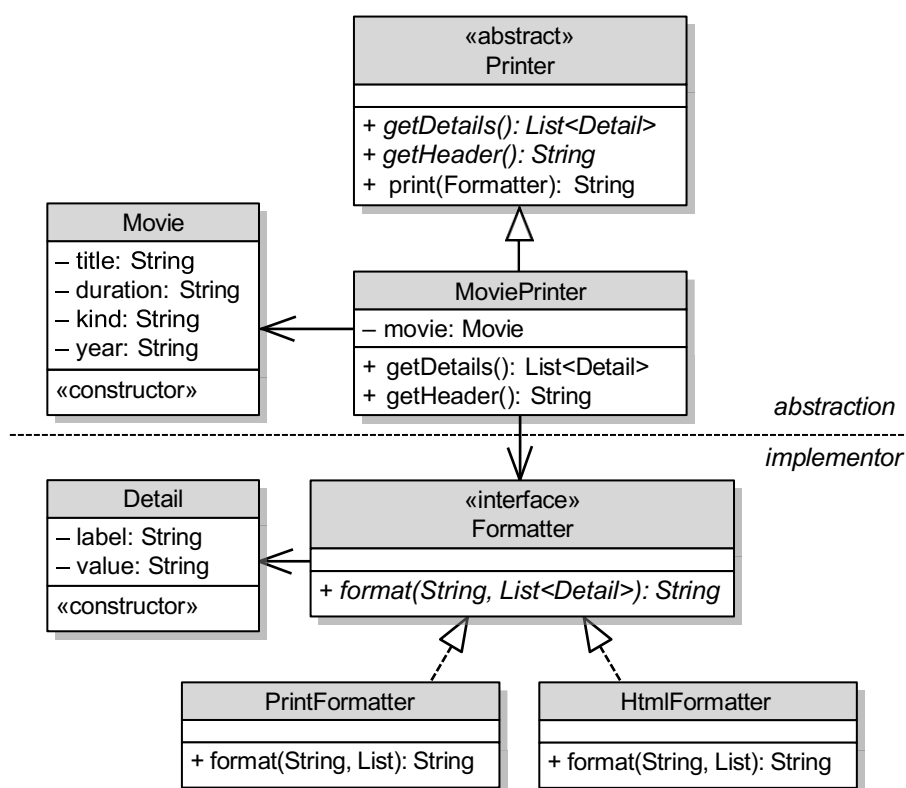 «abstract»
Printer
+ getDetails(): List<Detail>
+ getHeader(): String
+ print(Formatter): String
Movie
– title: String
– duration: String
– kind: String
– year: String
«constructor»
MoviePrinter
– movie: Movie
+ getDetails(): List<Detail>
+ getHeader(): String
abstraction
implementor
Detail
– label: String
– value: String
«constructor»
«interface»
Formatter
+ format(String, List<Detail>): String
PrintFormatter
+ format(String, List): String
HtmlFormatter
+ format(String, List): String